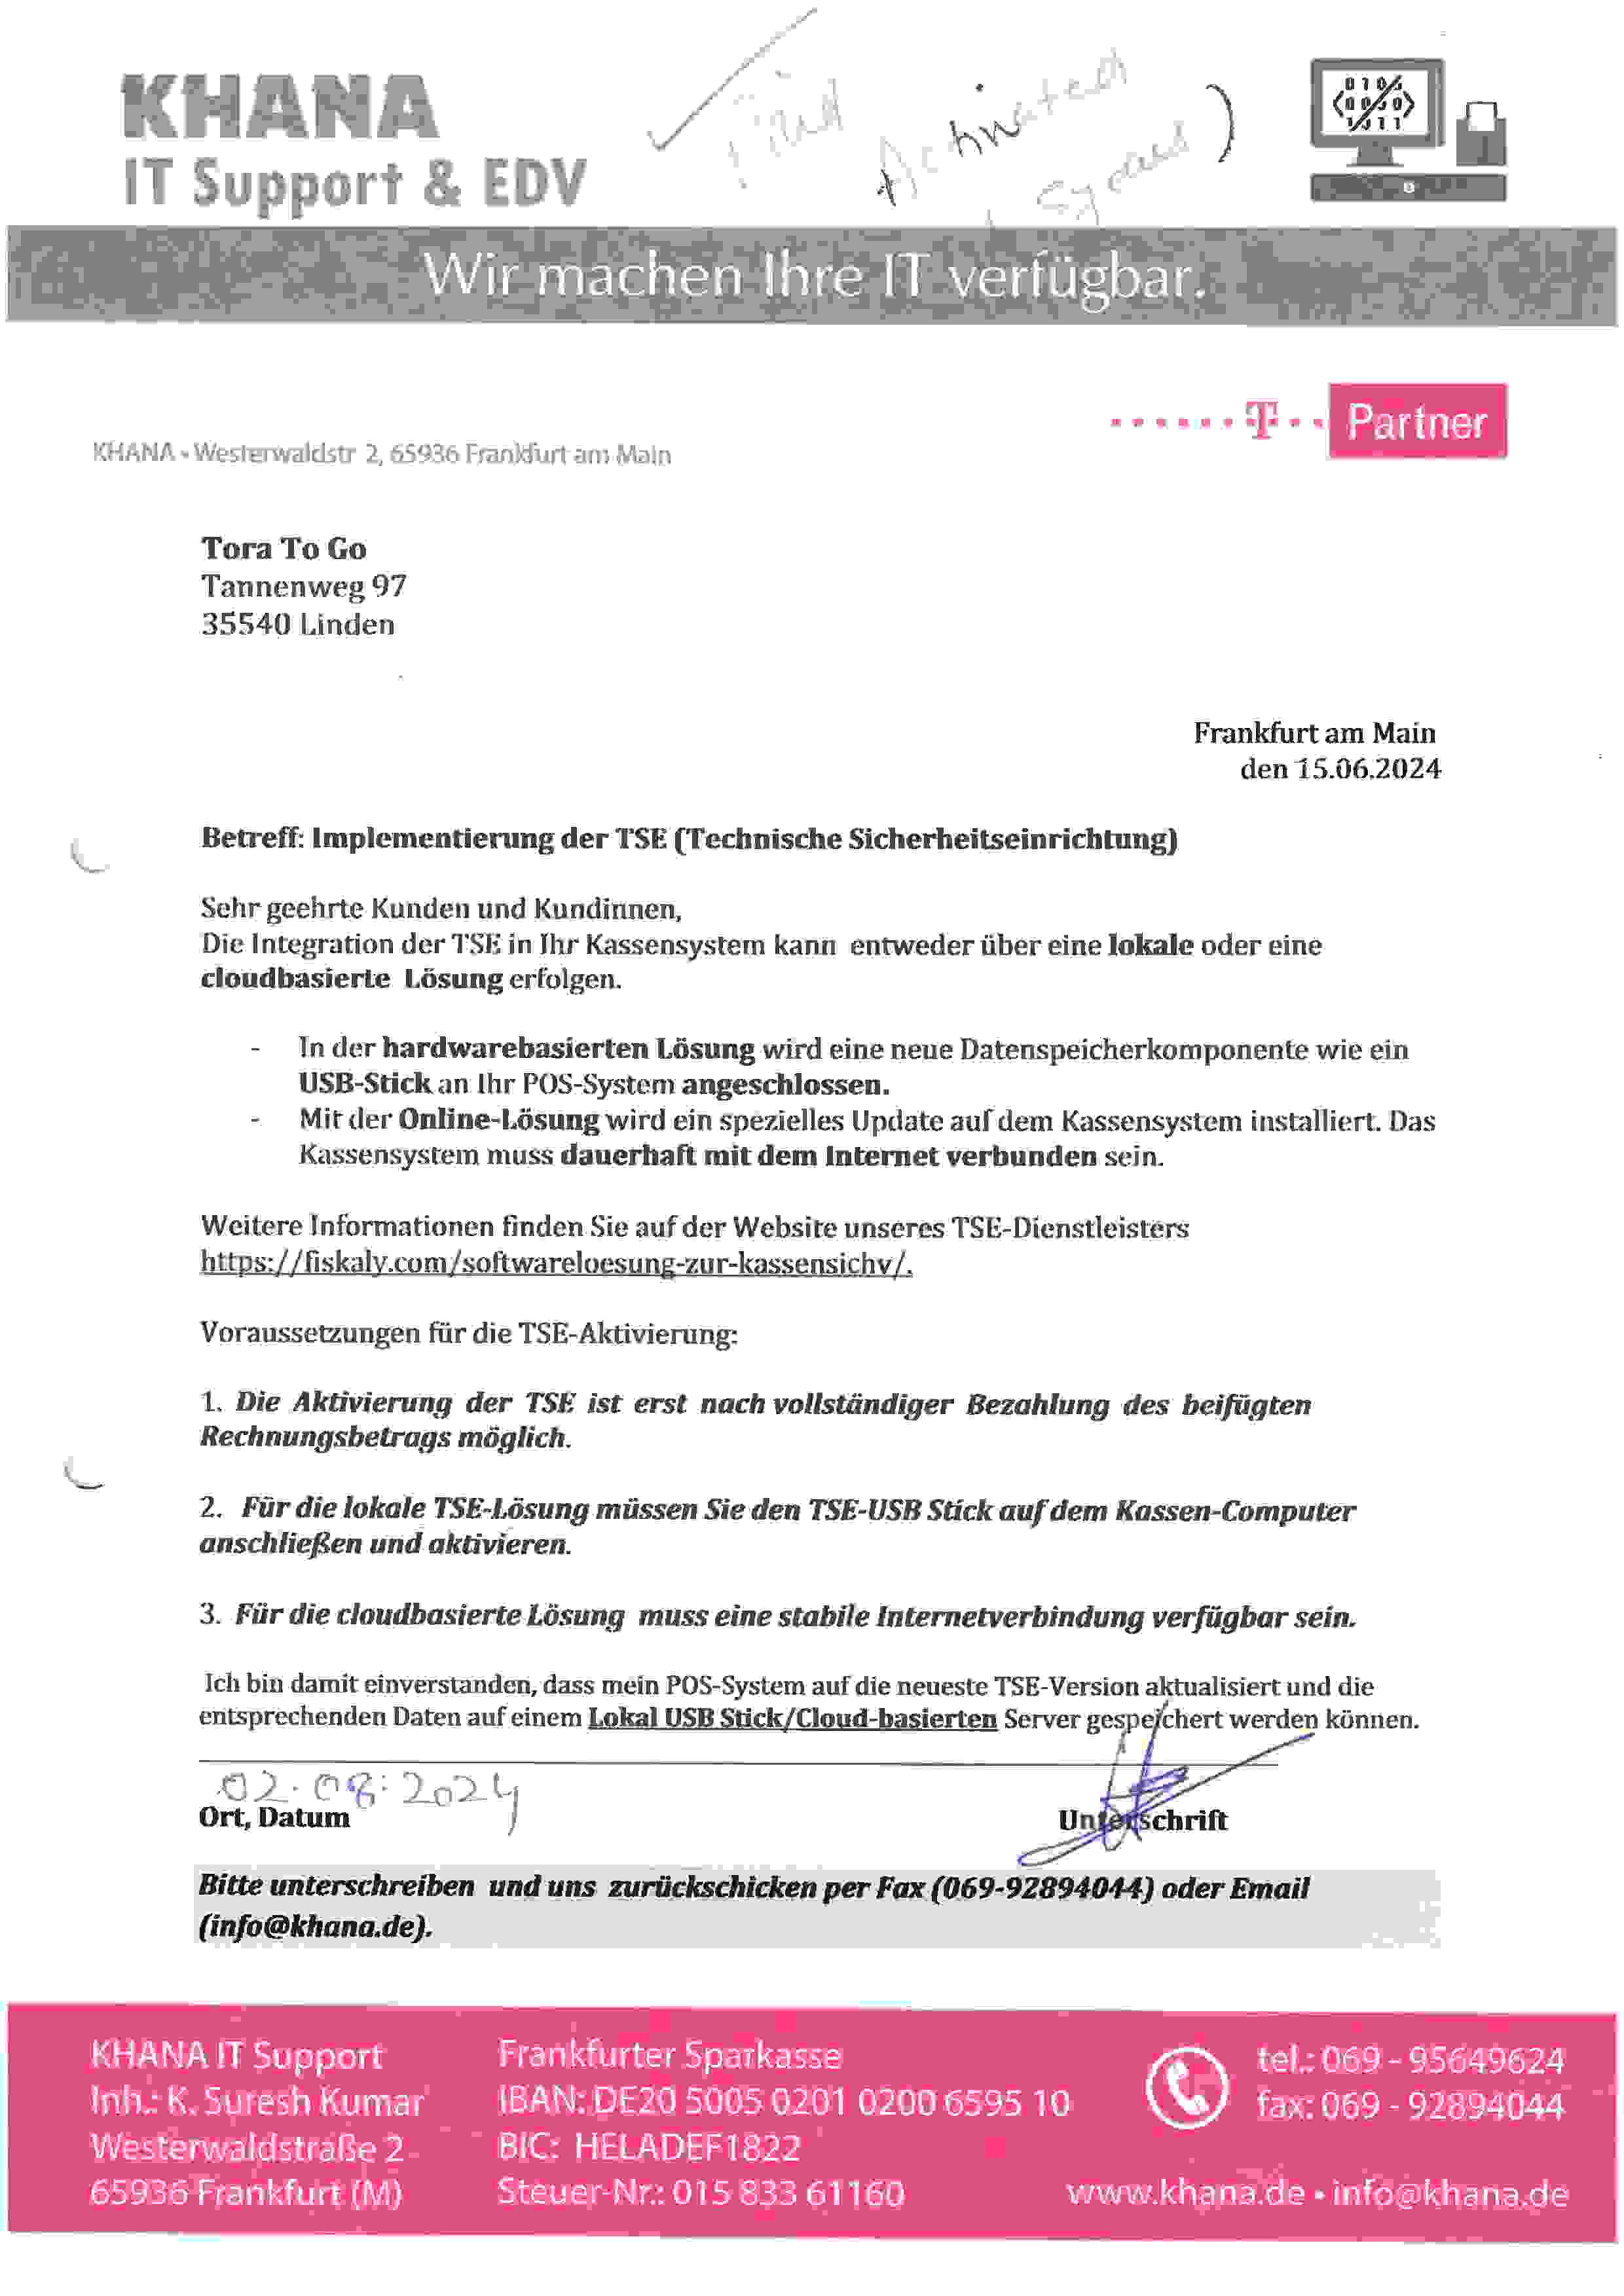 KHANA
IT Support & EDV
Activated
0101
1011
Wir machen Ihre IT verfügbar.
T Partner
KHANA • Westerwaldstr 2, 65936 Frankfurt am Main
Tora To Go
Tannenweg 97
35540 Linden
Frankfurt am Main
den 15.06.2024
Betreff: Implementierung der TSE (Technische Sicherheitseinrichtung)
Sehr geehrte Kunden und Kundinnen,
Die Integration der TSE in Ihr Kassensystem kann entweder über eine lokale oder eine
cloudbasierte Lösung erfolgen.
- In der hardwarebasierten Lösung wird eine neue Datenspeicherkomponente wie ein
USB-Stick an Ihr POS-System angeschlossen.
- Mit der Online-Lösung wird ein spezielles Update auf dem Kassensystem installiert. Das
Kassensystem muss dauerhaft mit dem Internet verbunden sein.
Weitere Informationen finden Sie auf der Website unseres TSE-Dienstleisters
https://fiskaly.com/softwareloesung-zur-kassensichv/.
Voraussetzungen für die TSE-Aktivierung:
1. Die Aktivierung der TSE ist erst nach vollständiger Bezahlung des beifügten
Rechnungsbetrags möglich.
2. Für die lokale TSE-Lösung müssen Sie den TSE-USB Stick auf dem Kassen-Computer
anschließen und aktivieren.
3. Für die cloudbasierte Lösung muss eine stabile Internetverbindung verfügbar sein.
Ich bin damit einverstanden, dass mein POS-System auf die neueste TSE-Version aktualisiert und die
entsprechenden Daten auf einem Lokal USB Stick/Cloud-basierten Server gespeichert werden können.
02.08.2024
Ort, Datum Unterschrift
Bitte unterschreiben und uns zurückschicken per Fax (069-92894044) oder Email
(info@khana.de).
KHANA IT Support
Inh.: K. Suresh Kumar
Westerwaldstraße 2
65936 Frankfurt (M)
Frankfurter Sparkasse
IBAN: DE20 5005 0201 0200 6595 10
BIC: HELADEF1822
Steuer-Nr.: 015 833 61160
tel.: 069 - 95649624
fax: 069 - 92894044
www.khana.de • info@khana.de